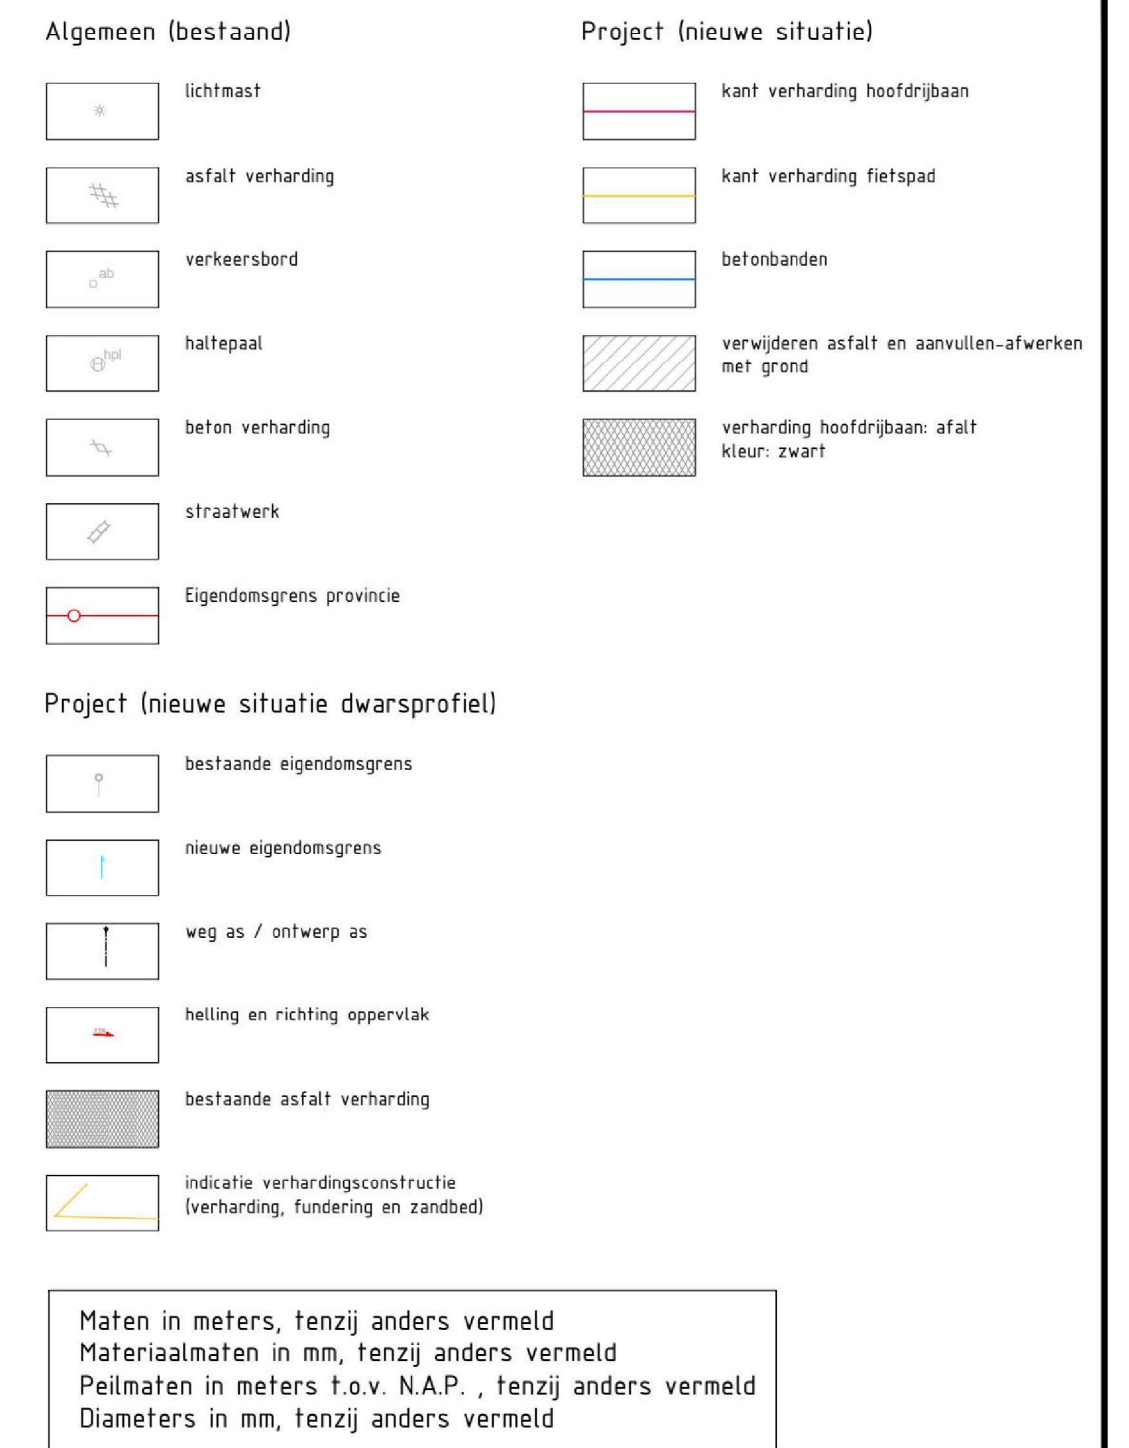 Algemeen (bestaand)
lichtmast
asfalt verharding
ab
verkeersbord
hpl
haltepaal
beton verharding
straatwerk
Eigendomsgrens provincie
Project (nieuwe situatie)
kant verharding hoofdrijbaan
kant verharding fietspad
betonbanden
verwijderen asfalt en aanvullen-afwerken
met grond
verharding hoofdrijbaan: afalt
kleur: zwart
Project (nieuwe situatie dwarsprofiel)
bestaande eigendomsgrens
nieuwe eigendomsgrens
weg as / ontwerp as
helling en richting oppervlak
bestaande asfalt verharding
indicatie verhardingsconstructie
(verharding, fundering en zandbed)
Maten in meters, tenzij anders vermeld
Materiaalmaten in mm, tenzij anders vermeld
Peilmaten in meters t.o.v. N.A.P. , tenzij anders vermeld
Diameters in mm, tenzij anders vermeld